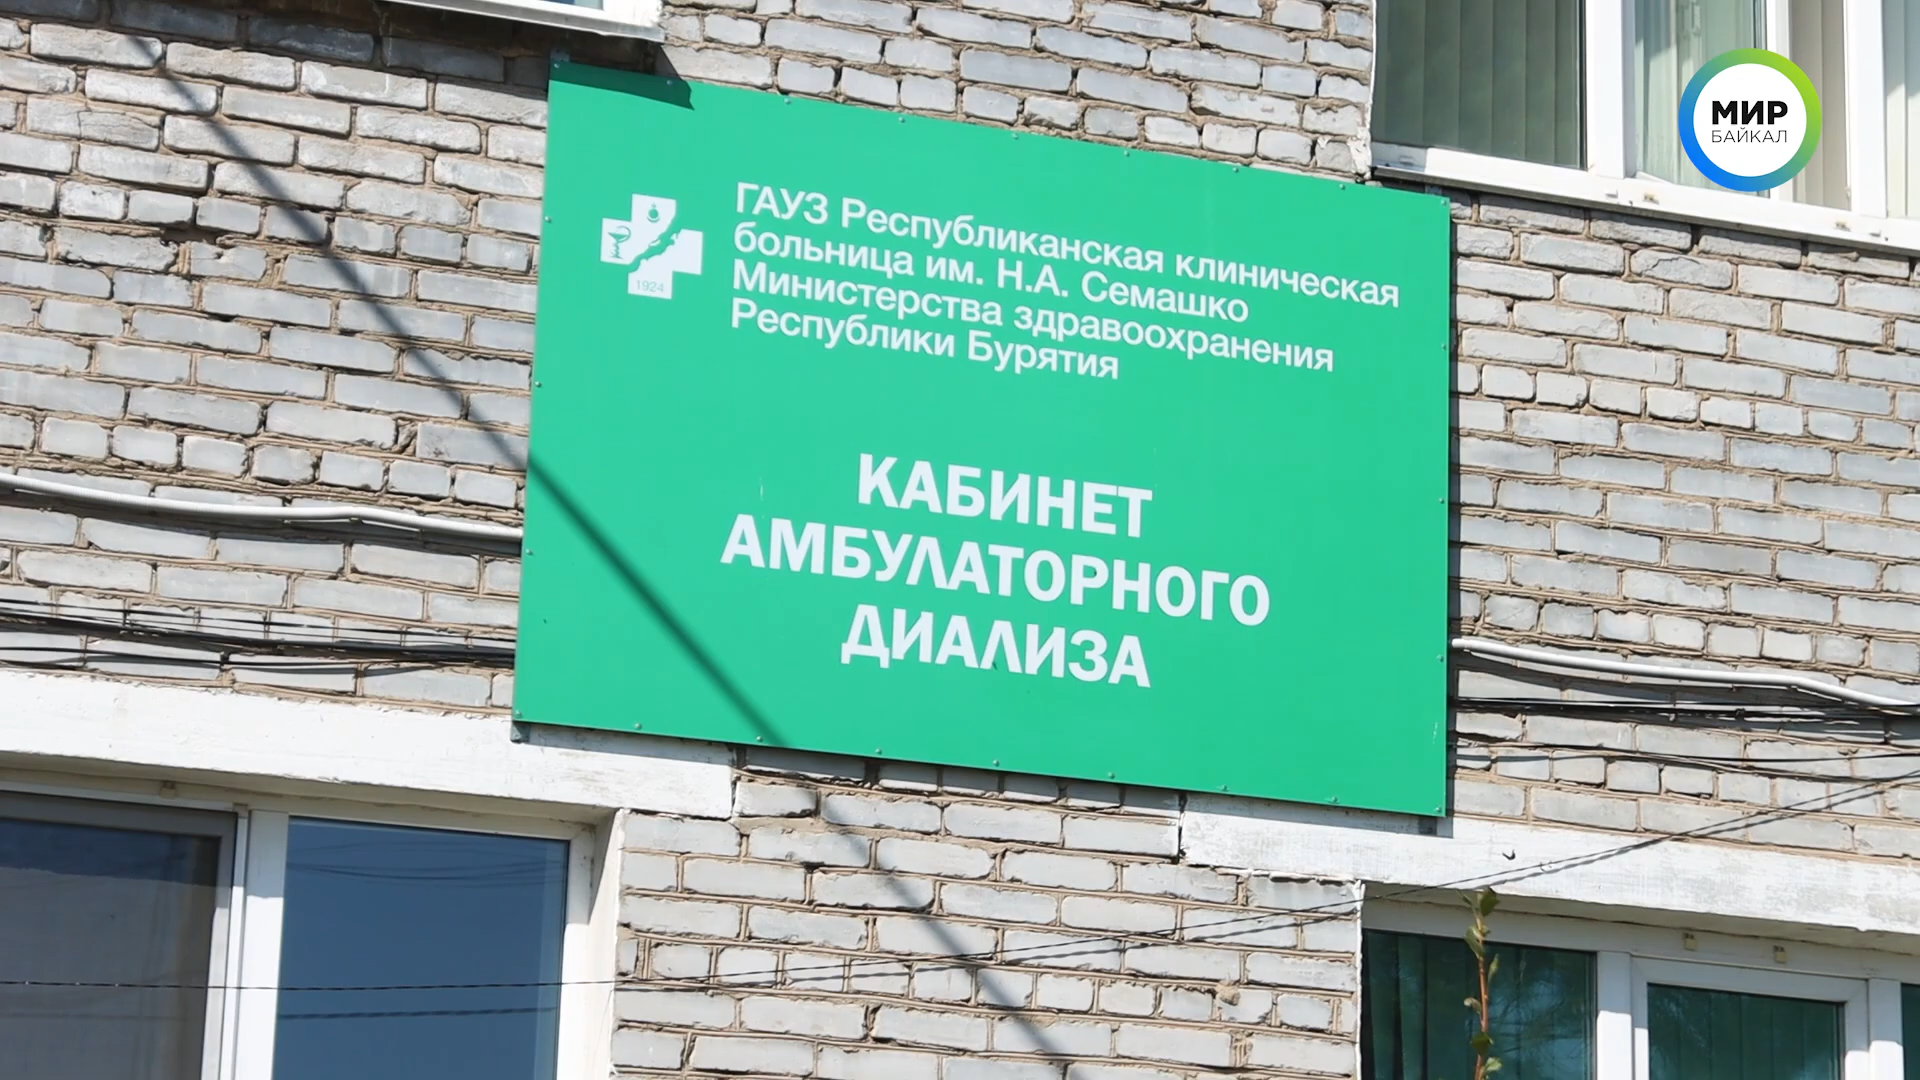 МИР
БАЙКАЛ
ГАУЗ Республиканская клиническая
больница им. Н.А. Семашко
Министерства здравоохранения
Республики Бурятия
1924
КАБИНЕТ
АМБУЛАТОРНОГО
ДИАЛИЗА